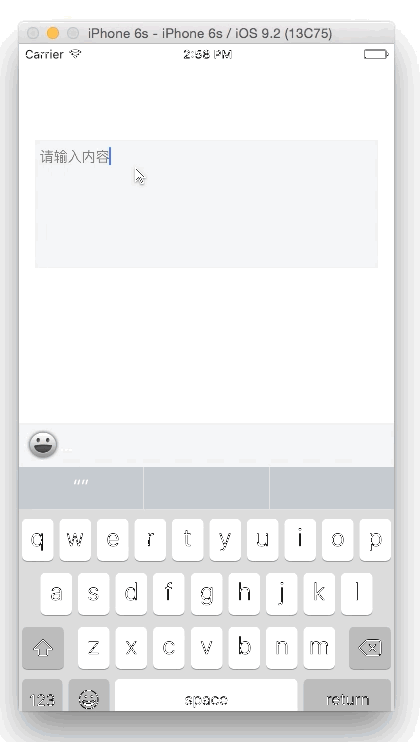 iPhone 6s - iPhone 6s / iOS 9.2 (13C75)
Carrier 2:58 PM
请输入内容
“”
q w e r t y u i o p
a s d f g h j k l
z x c v b n m
123 space return